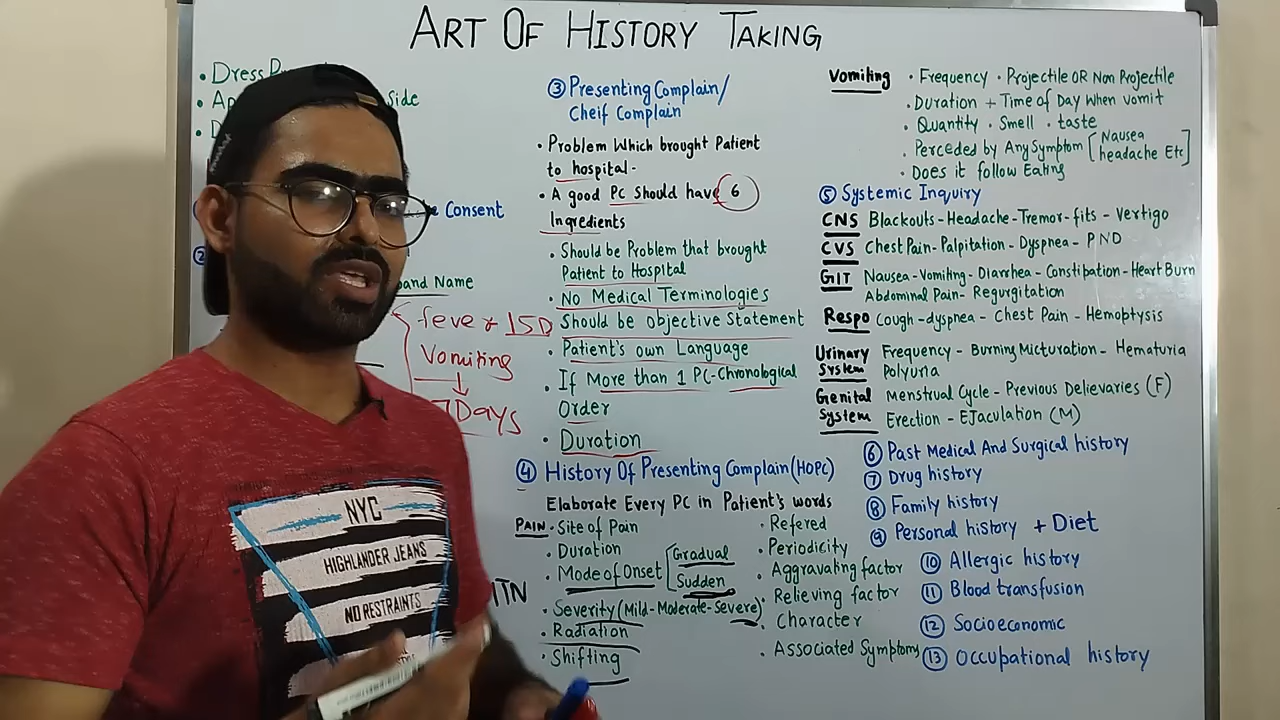 ART OF HISTORY TAKING
• Dress
• Ap
side
• D
Consent
and Name
fever 15D
Vomiting
7Days
TTN
③ Presenting Complain/
Cheif Complain
• Problem Which brought Patient
to hospital-
• A good PC Should have 6
Ingredients
• Should be Problem that brought
Patient to Hospital
• No Medical Terminologies
Should be objective Statement
• Patient's own Language
• If More than 1 PC-Chronological
Order
• Duration
④ History Of Presenting Complain(HOPC)
Elaborate Every PC in Patient's words
PAIN • Site of Pain
• Duration
• Mode of Onset [Gradual
Sudden
• Severity (Mild-Moderate-Severe)
• Radiation
• Shifting
• Refered
• Periodicity
• Aggravating factor
• Relieving factor
• Character
• Associated Symptoms
Vomiting • Frequency • Projectile OR Non Projectile
• Duration + Time of Day When vomit
• Quantity • Smell • taste
• Perceded by Any Symptom [Nausea
headache Etc]
• Does it follow Eating
⑤ Systemic Inquiry
CNS Blackouts-Headache-Tremor-fits-Vertigo
CVS Chest Pain-Palpitation-Dyspnea-PND
GIT Nausea-Vomiting-Diarrhea-Constipation-Heart Burn
Abdominal Pain-Regurgitation
Respo Cough-dyspnea-Chest Pain-Hemoptysis
Urinary System Frequency-Burning Micturation-Hematuria
Polyuria
Genital System Menstrual Cycle-Previous Delievaries (F)
Erection-Ejaculation (M)
⑥ Past Medical And Surgical history
⑦ Drug history
⑧ Family history
⑨ Personal history + Diet
⑩ Allergic history
⑪ Blood transfusion
⑫ Socioeconomic
⑬ Occupational history
NYC
HIGHLANDER JEANS
NO RESTRAINTS